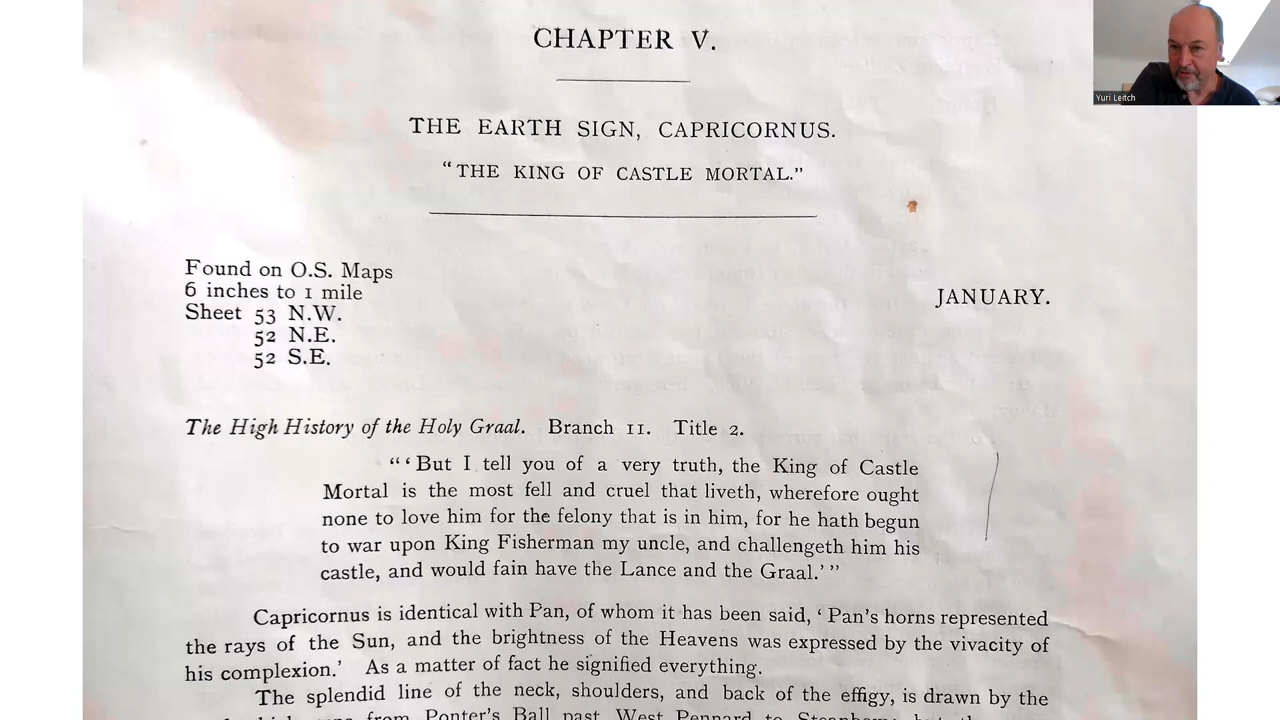 CHAPTER V.
Yuri Leitch
THE EARTH SIGN, CAPRICORNUS.
"THE KING OF CASTLE MORTAL."
Found on O.S. Maps
6 inches to 1 mile
JANUARY.
Sheet 53 N.W.
52 N.E.
52 S.E.
The High History of the Holy Graal. Branch 11. Title 2.
"'But I tell you of a very truth, the King of Castle
Mortal is the most fell and cruel that liveth, wherefore ought
none to love him for the felony that is in him, for he hath begun
to war upon King Fisherman my uncle, and challengeth him his
castle, and would fain have the Lance and the Graal.'"
Capricornus is identical with Pan, of whom it has been said, 'Pan's horns represented
the rays of the Sun, and the brightness of the Heavens was expressed by the vivacity of
his complexion.' As a matter of fact he signified everything.
The splendid line of the neck, shoulders, and back of the effigy, is drawn by the
from Ponter's Ball past West Pennard to